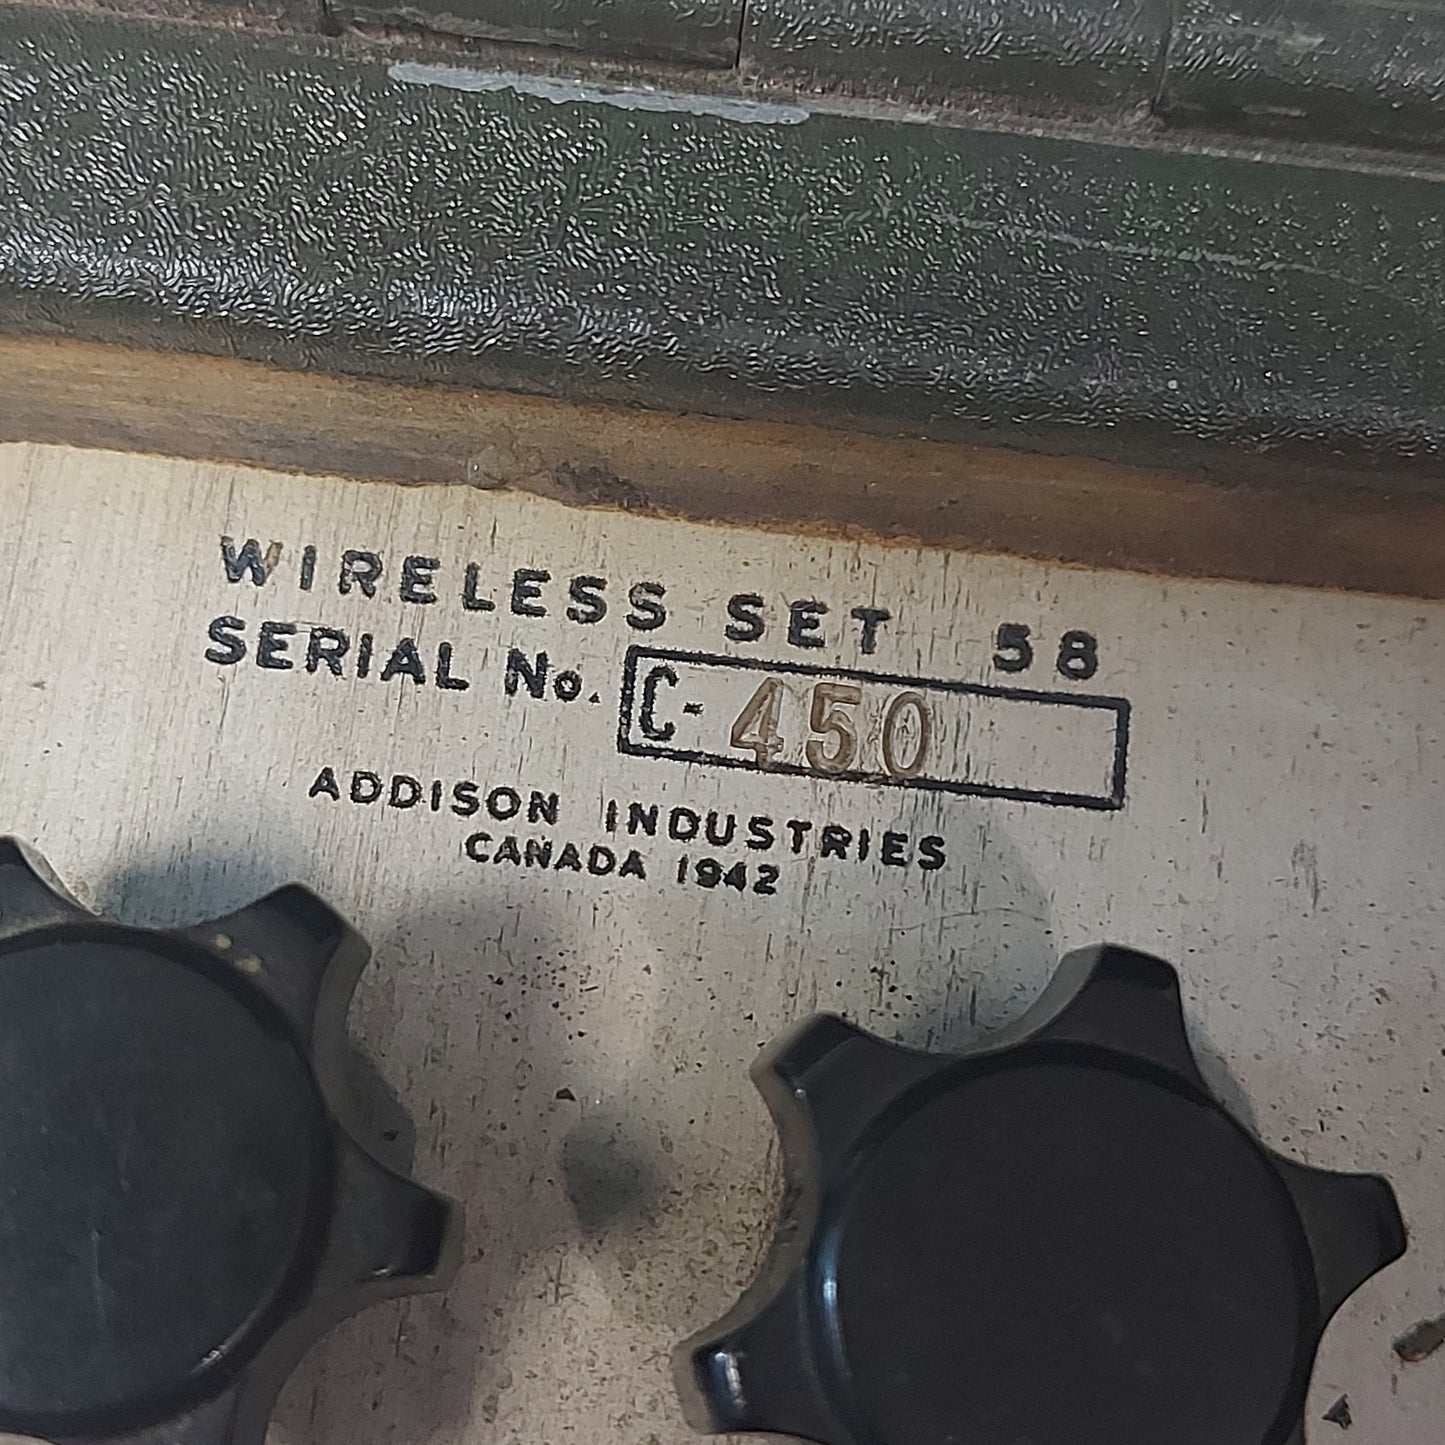 WIRELESS SET 58
SERIAL No. C-450
ADDISON INDUSTRIES
CANADA 1942